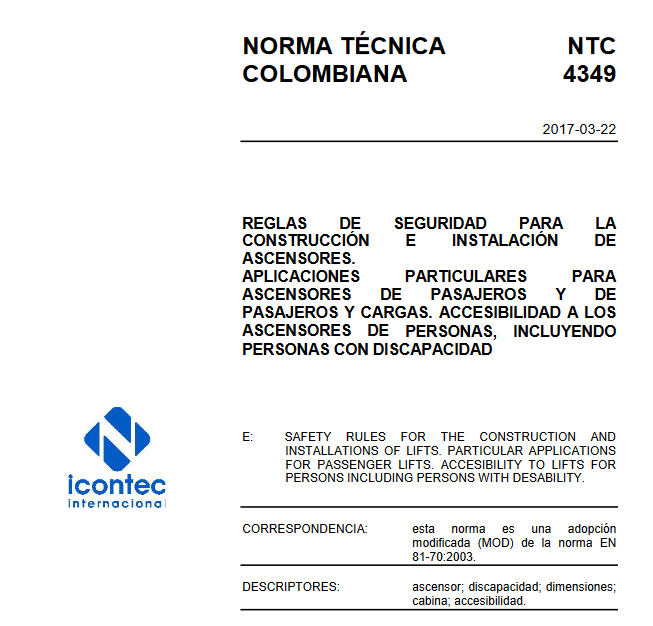 NORMA TÉCNICA NTC
COLOMBIANA 4349
2017-03-22
REGLAS DE SEGURIDAD PARA LA
CONSTRUCCIÓN E INSTALACIÓN DE
ASCENSORES.
APLICACIONES PARTICULARES PARA
ASCENSORES DE PASAJEROS Y DE
PASAJEROS Y CARGAS. ACCESIBILIDAD A LOS
ASCENSORES DE PERSONAS, INCLUYENDO
PERSONAS CON DISCAPACIDAD
icontec
internacional
E: SAFETY RULES FOR THE CONSTRUCTION AND
INSTALLATIONS OF LIFTS. PARTICULAR APPLICATIONS
FOR PASSENGER LIFTS. ACCESIBILITY TO LIFTS FOR
PERSONS INCLUDING PERSONS WITH DESABILITY.
CORRESPONDENCIA: esta norma es una adopción
modificada (MOD) de la norma EN
81-70:2003.
DESCRIPTORES: ascensor; discapacidad; dimensiones;
cabina; accesibilidad.